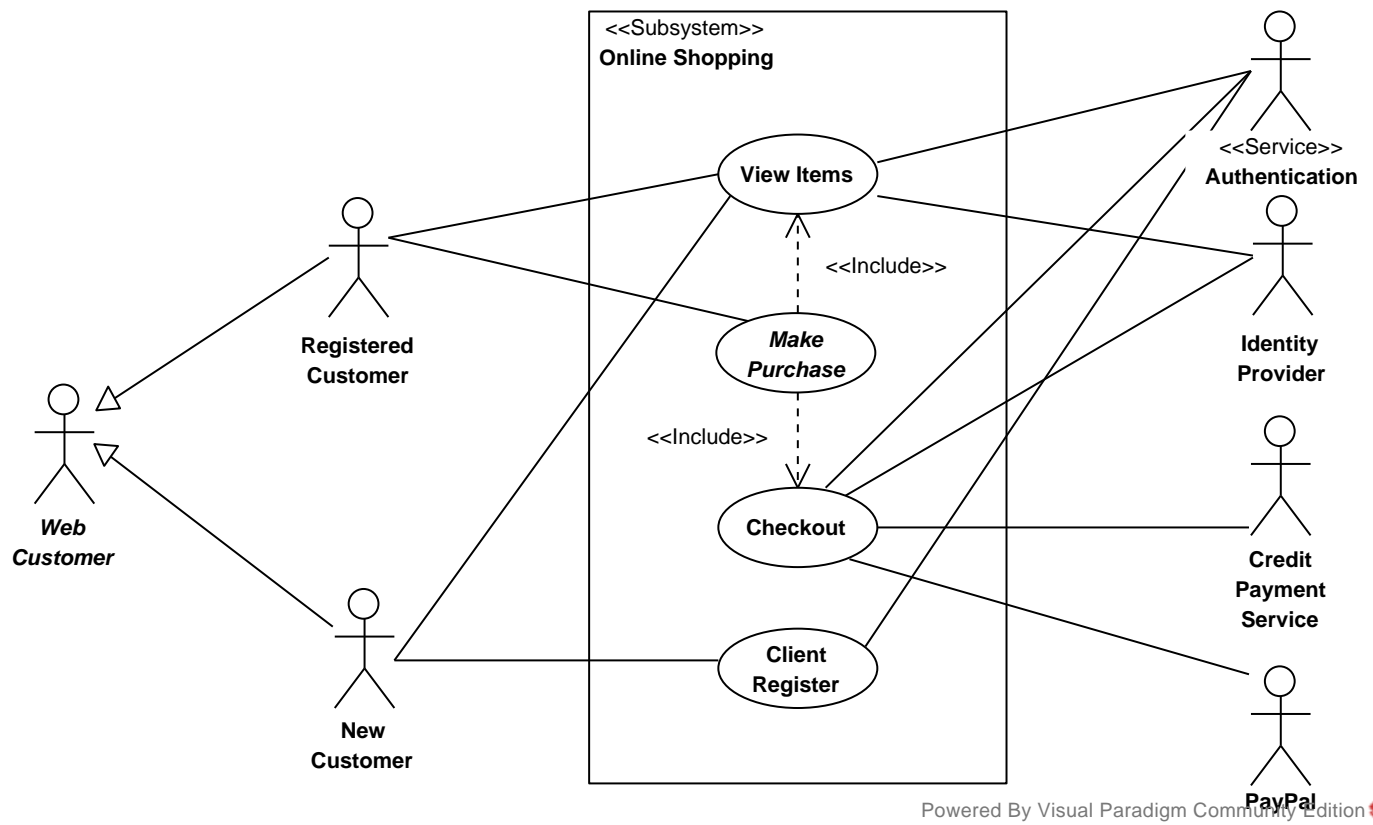 <<Subsystem>>
Online Shopping
View Items
<<Include>>
Make
Purchase
<<Include>>
Checkout
Client
Register
Registered
Customer
Web
Customer
New
Customer
<<Service>>
Authentication
Identity
Provider
Credit
Payment
Service
PayPal
Powered By Visual Paradigm Community Edition